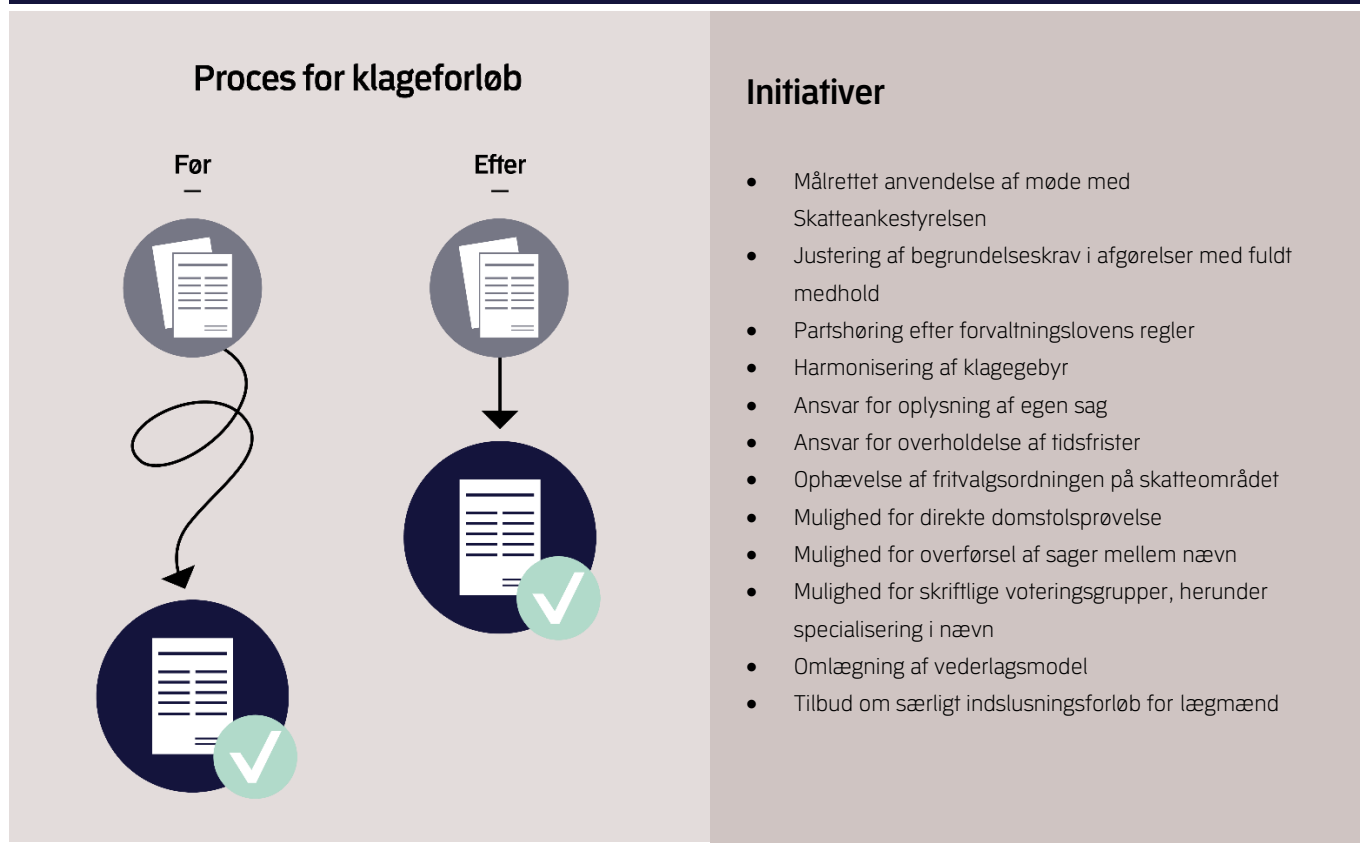 Proces for klageforløb
Før
Efter
Initiativer
• Målrettet anvendelse af møde med
Skatteankestyrelsen
• Justering af begrundelseskrav i afgørelser med fuldt
medhold
• Partshøring efter forvaltningslovens regler
• Harmonisering af klagegebyr
• Ansvar for oplysning af egen sag
• Ansvar for overholdelse af tidsfrister
• Ophævelse af fritvalgsordningen på skatteområdet
• Mulighed for direkte domstolsprøvelse
• Mulighed for overførsel af sager mellem nævn
• Mulighed for skriftlige voteringsgrupper, herunder
specialisering i nævn
• Omlægning af vederlagsmodel
• Tilbud om særligt indslusningsforløb for lægmænd